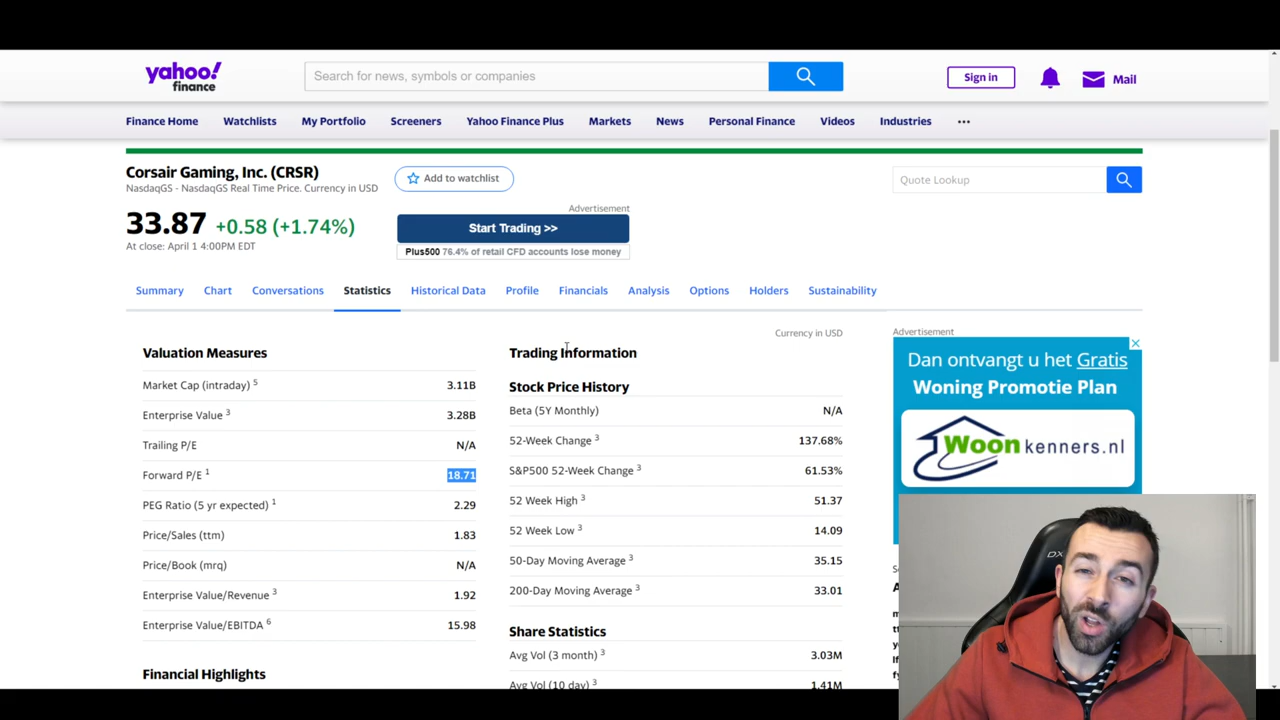 yahoo!
finance
Search for news, symbols or companies
Sign in
Mail
Finance Home
Watchlists
My Portfolio
Screeners
Yahoo Finance Plus
Markets
News
Personal Finance
Videos
Industries
...
Corsair Gaming, Inc. (CRSR)
NasdaqGS - NasdaqGS Real Time Price. Currency in USD
Add to watchlist
Quote Lookup
33.87 +0.58 (+1.74%)
At close: April 1 4:00PM EDT
Advertisement
Start Trading >>
Plus500 76.4% of retail CFD accounts lose money
Summary
Chart
Conversations
Statistics
Historical Data
Profile
Financials
Analysis
Options
Holders
Sustainability
Currency in USD
Valuation Measures
Market Cap (intraday) 5 3.11B
Enterprise Value 3 3.28B
Trailing P/E N/A
Forward P/E 1 18.71
PEG Ratio (5 yr expected) 1 2.29
Price/Sales (ttm) 1.83
Price/Book (mrq) N/A
Enterprise Value/Revenue 3 1.92
Enterprise Value/EBITDA 6 15.98
Financial Highlights
Trading Information
Stock Price History
Beta (5Y Monthly) N/A
52-Week Change 3 137.68%
S&P500 52-Week Change 3 61.53%
52 Week High 3 51.37
52 Week Low 3 14.09
50-Day Moving Average 3 35.15
200-Day Moving Average 3 33.01
Share Statistics
Avg Vol (3 month) 3 3.03M
Avg Vol (10 day) 3 1.41M
Advertisement
Dan ontvangt u het Gratis
Woning Promotie Plan
Woonkenners.nl
DX